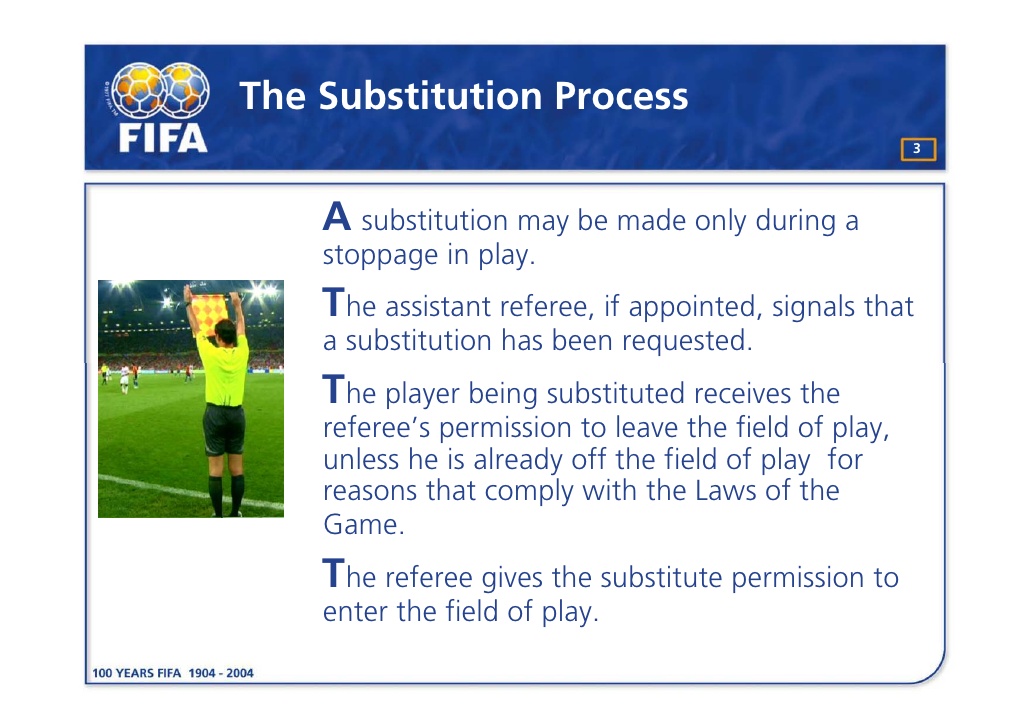 FIFA
The Substitution Process
3
A substitution may be made only during a
stoppage in play.
The assistant referee, if appointed, signals that
a substitution has been requested.
The player being substituted receives the
referee’s permission to leave the field of play,
unless he is already off the field of play  for
reasons that comply with the Laws of the
Game.
The referee gives the substitute permission to
enter the field of play.
100 YEARS FIFA  1904 - 2004